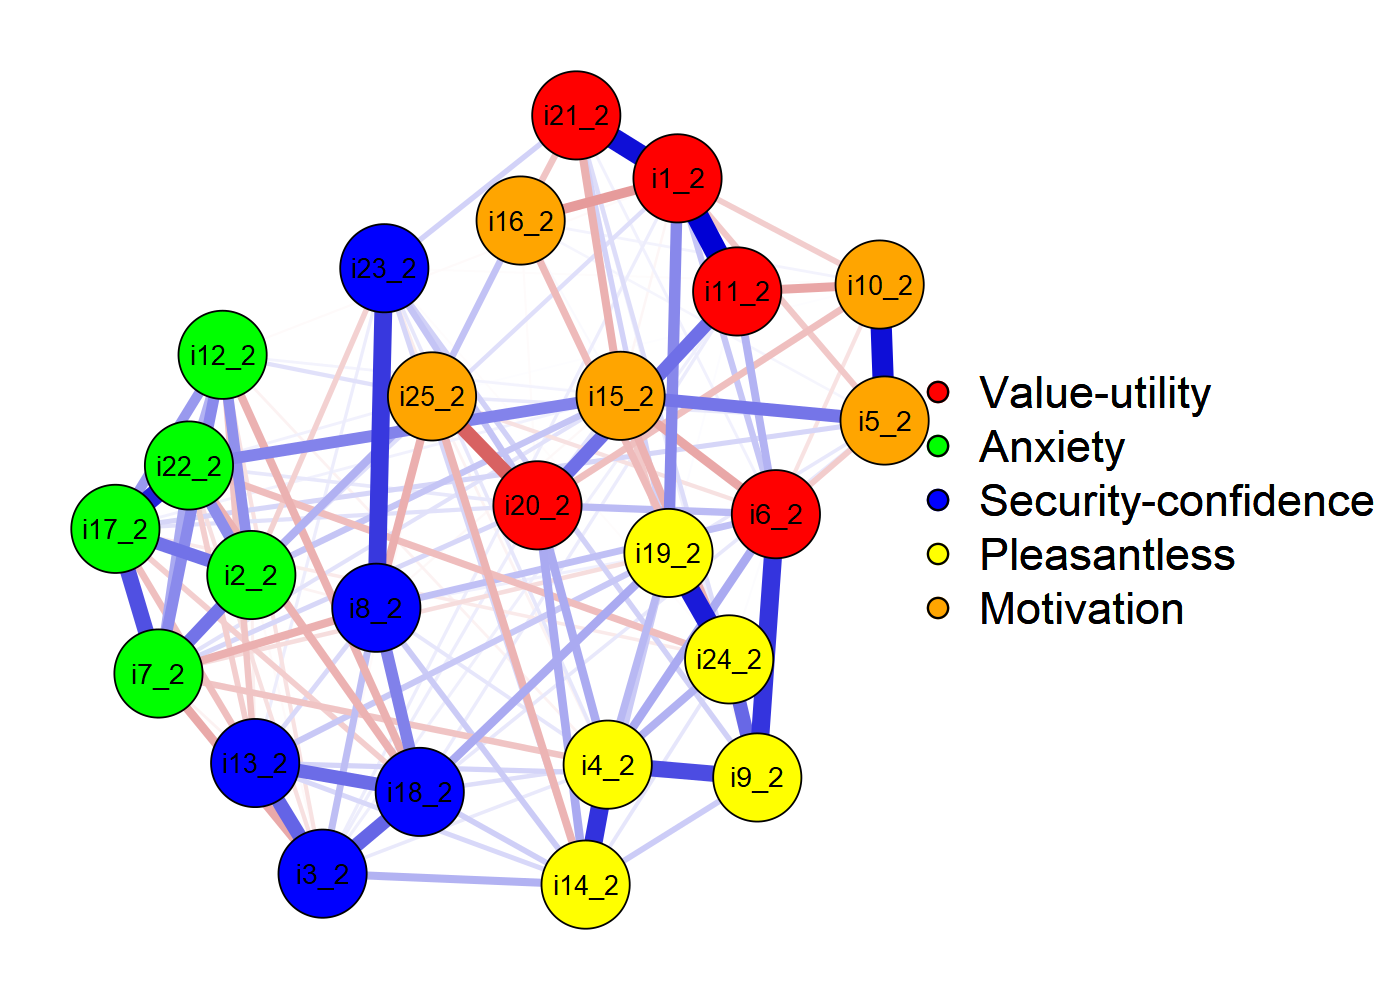 i21_2
i1_2
i16_2
i23_2
i11_2
i10_2
i12_2
i25_2
i15_2
i5_2
i22_2
i17_2
i20_2
i6_2
i2_2
i19_2
i8_2
i7_2
i24_2
i13_2
i18_2
i4_2
i9_2
i3_2
i14_2
Value-utility
Anxiety
Security-confidence
Pleasantless
Motivation